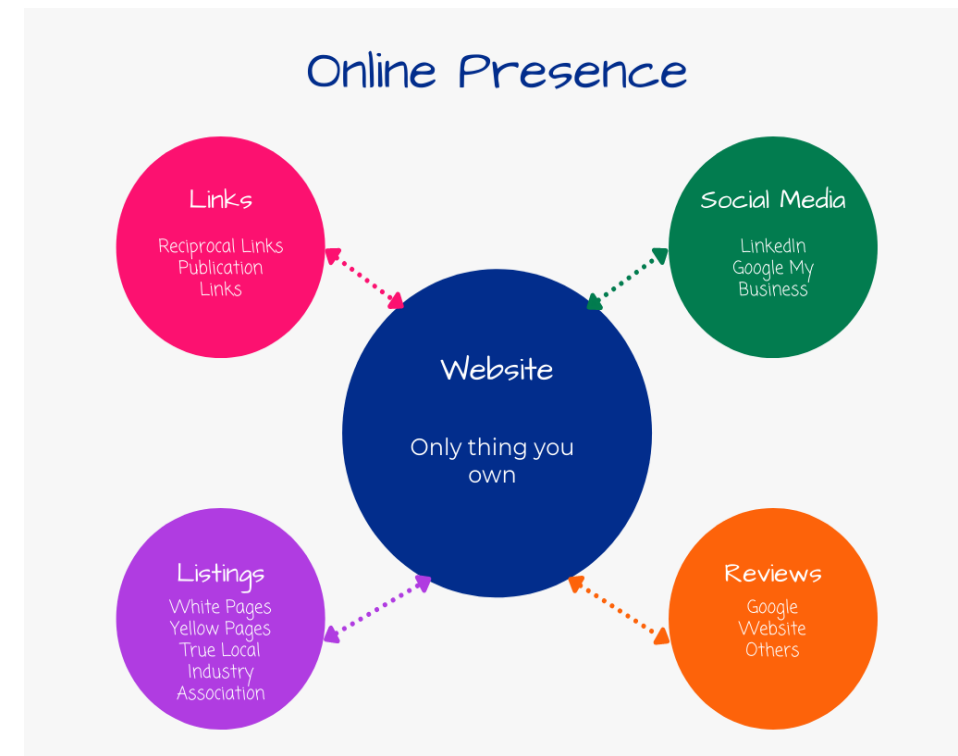 Online Presence
Links
Reciprocal Links
Publication
Links
Social Media
LinkedIn
Google My
Business
Website
Only thing you
own
Listings
White Pages
Yellow Pages
True Local
Industry
Association
Reviews
Google
Website
Others